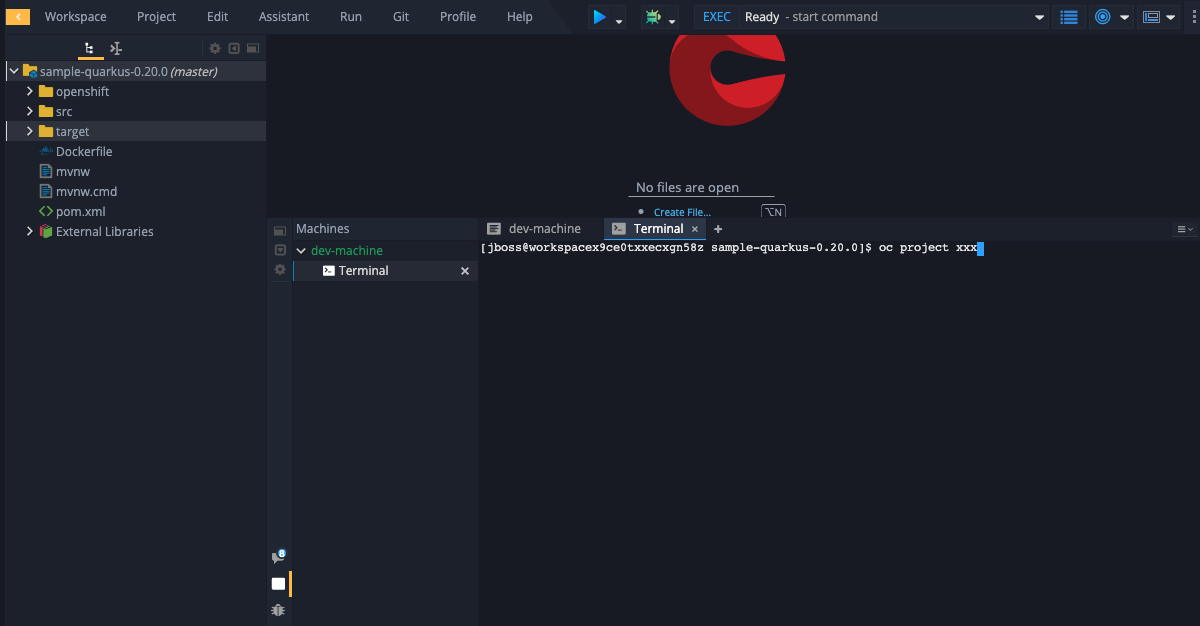 Workspace Project Edit Assistant Run Git Profile Help EXEC Ready - start command
sample-quarkus-0.20.0 (master)
openshift
src
target
Dockerfile
mvnw
mvnw.cmd
pom.xml
External Libraries
No files are open
Create File... ⌥N
Machines
dev-machine
Terminal
8
dev-machine Terminal
[jboss@workspacex9ce0txxecxgn58z sample-quarkus-0.20.0]$ oc project xxx